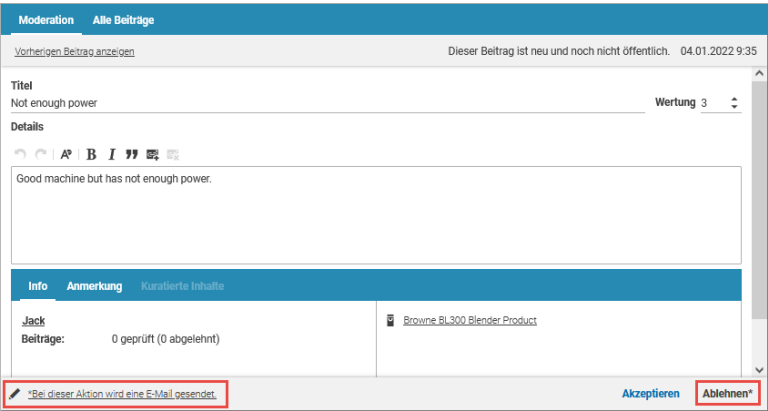 Moderation Alle Beiträge
Vorherigen Beitrag anzeigen Dieser Beitrag ist neu und noch nicht öffentlich. 04.01.2022 9:35
Titel
Not enough power Wertung 3
Details
B I
Good machine but has not enough power.
Info Anmerkung Kuratierte Inhalte
Jack Browne BL300 Blender Product
Beiträge: 0 geprüft (0 abgelehnt)
*Bei dieser Aktion wird eine E-Mail gesendet. Akzeptieren Ablehnen*